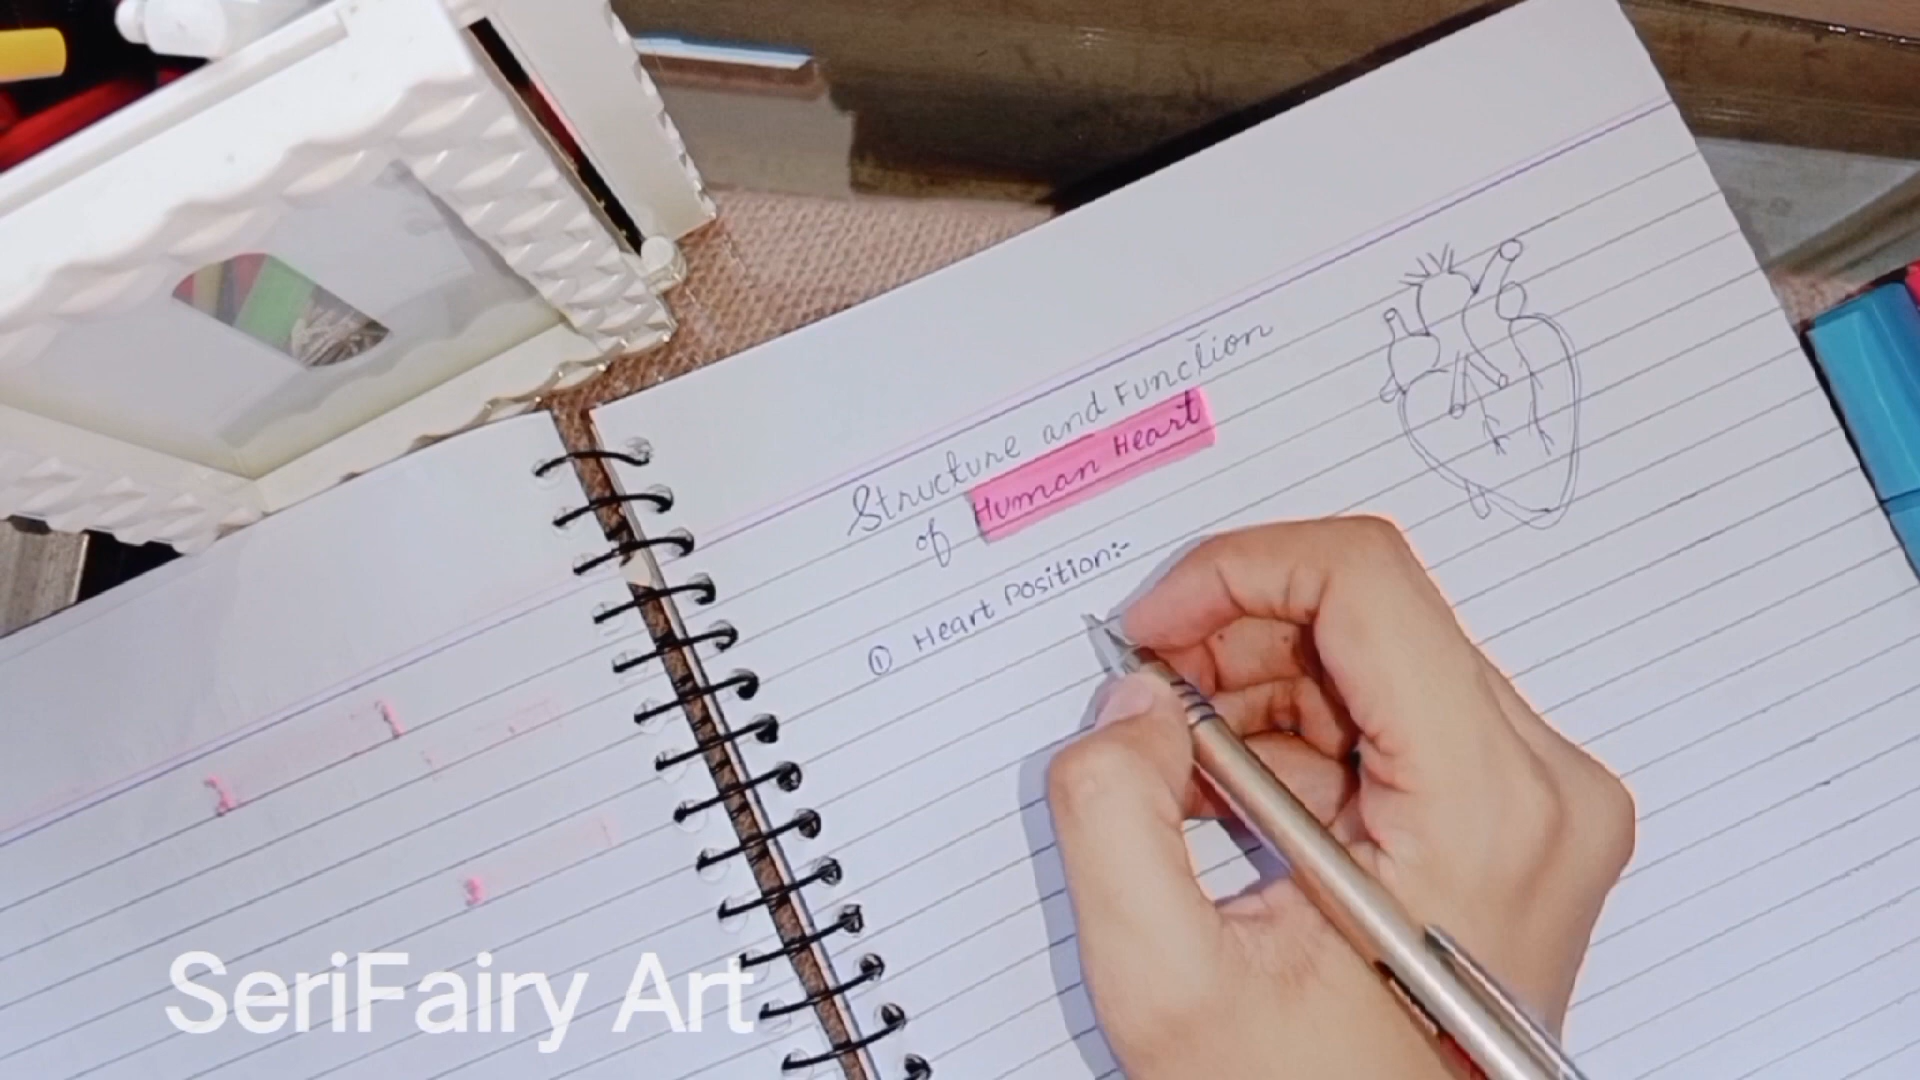 Structure and Function
of Human Heart
① Heart Position:-
SeriFairy Art